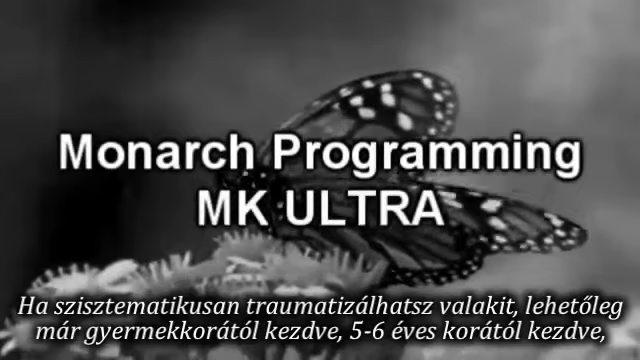 Monarch Programming
MK ULTRA
Ha szisztematikusan traumatizálhatsz valakit, lehetőleg
már gyermekkorától kezdve, 5-6 éves korától kezdve,